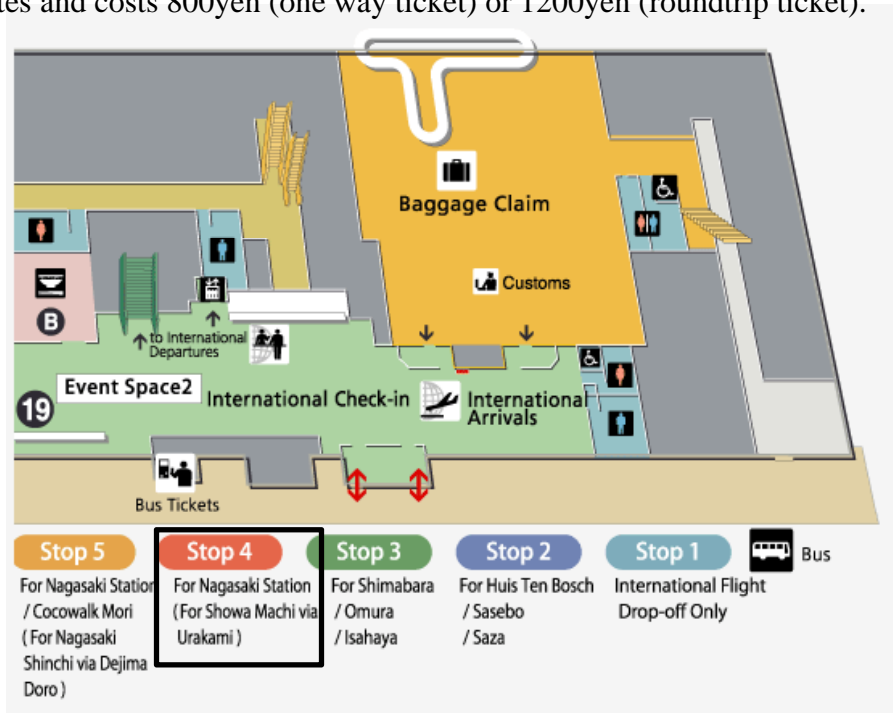 tes and costs 800yen (one way ticket) or 1200yen (roundtrip ticket).
Baggage Claim
Customs
B
to International
Departures
Event Space2
19
International Check-in
International
Arrivals
Bus Tickets
Stop 5
For Nagasaki Station
/ Cocowalk Mori
( For Nagasaki
Shinchi via Dejima
Doro )
Stop 4
For Nagasaki Station
( For Showa Machi via
Urakami )
Stop 3
For Shimabara
/ Omura
/ Isahaya
Stop 2
For Huis Ten Bosch
/ Sasebo
/ Saza
Stop 1
International Flight
Drop-off Only
Bus